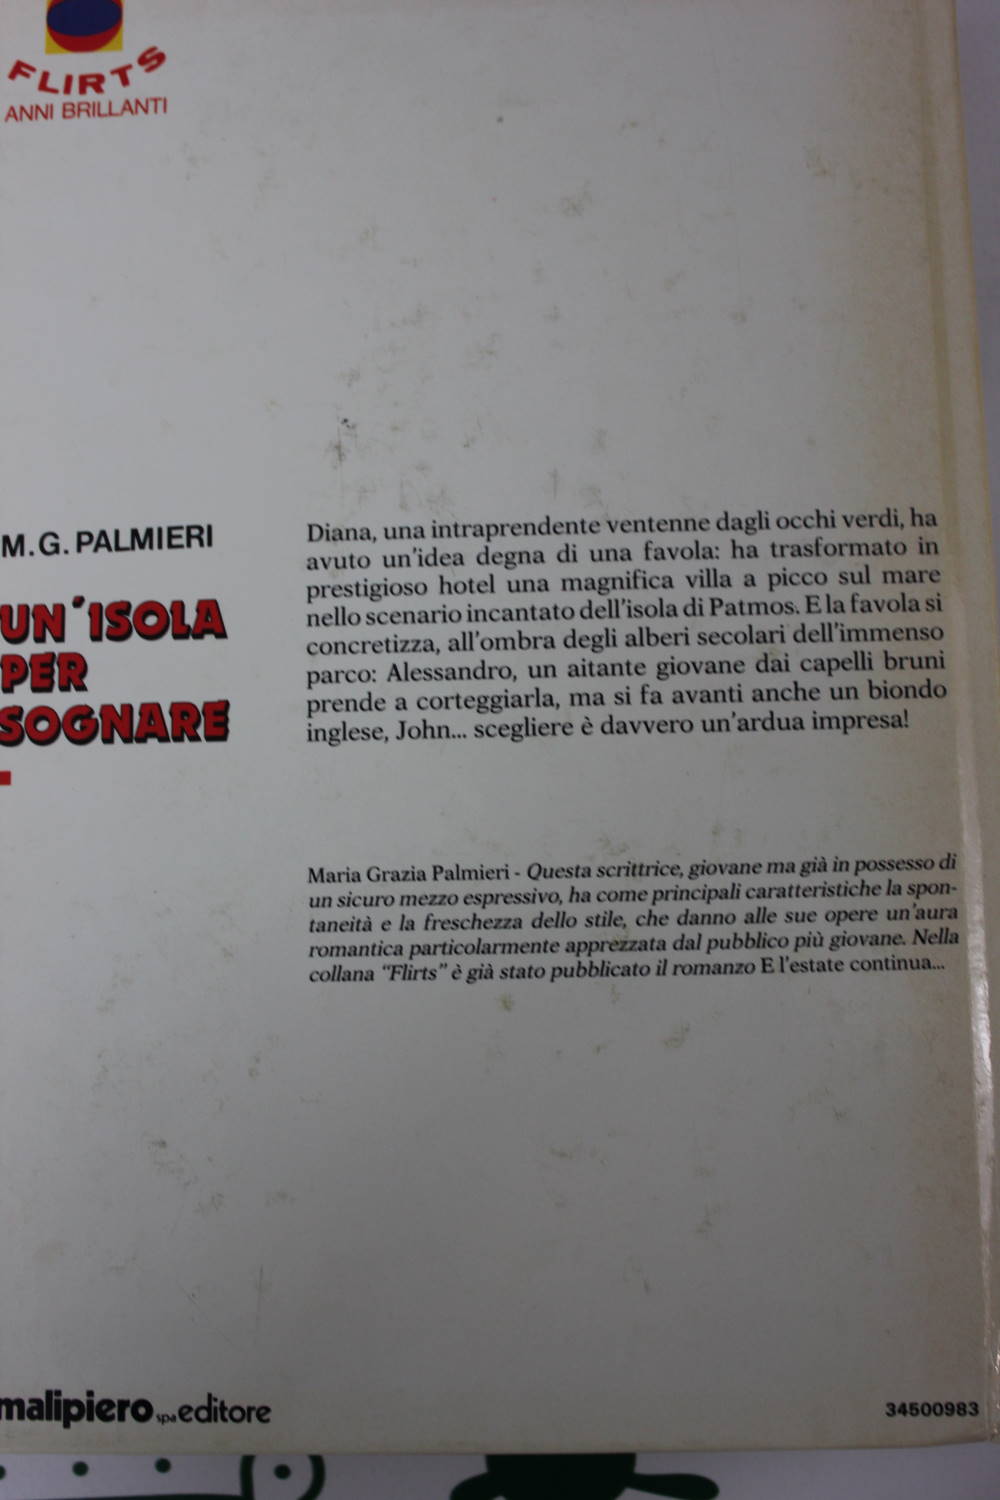 FLIRTS
ANNI BRILLANTI
M.G. PALMIERI
UN'ISOLA
PER
SOGNARE
Diana, una intraprendente ventenne dagli occhi verdi, ha
avuto un'idea degna di una favola: ha trasformato in
prestigioso hotel una magnifica villa a picco sul mare
nello scenario incantato dell'isola di Patmos. E la favola si
concretizza, all'ombra degli alberi secolari dell'immenso
parco: Alessandro, un aitante giovane dai capelli bruni
prende a corteggiarla, ma si fa avanti anche un biondo
inglese, John... scegliere è davvero un'ardua impresa!
Maria Grazia Palmieri - Questa scrittrice, giovane ma già in possesso di
un sicuro mezzo espressivo, ha come principali caratteristiche la spon-
taneità e la freschezza dello stile, che danno alle sue opere un'aura
romantica particolarmente apprezzata dal pubblico più giovane. Nella
collana "Flirts" è già stato pubblicato il romanzo E l'estate continua...
malipiero spa editore
34500983